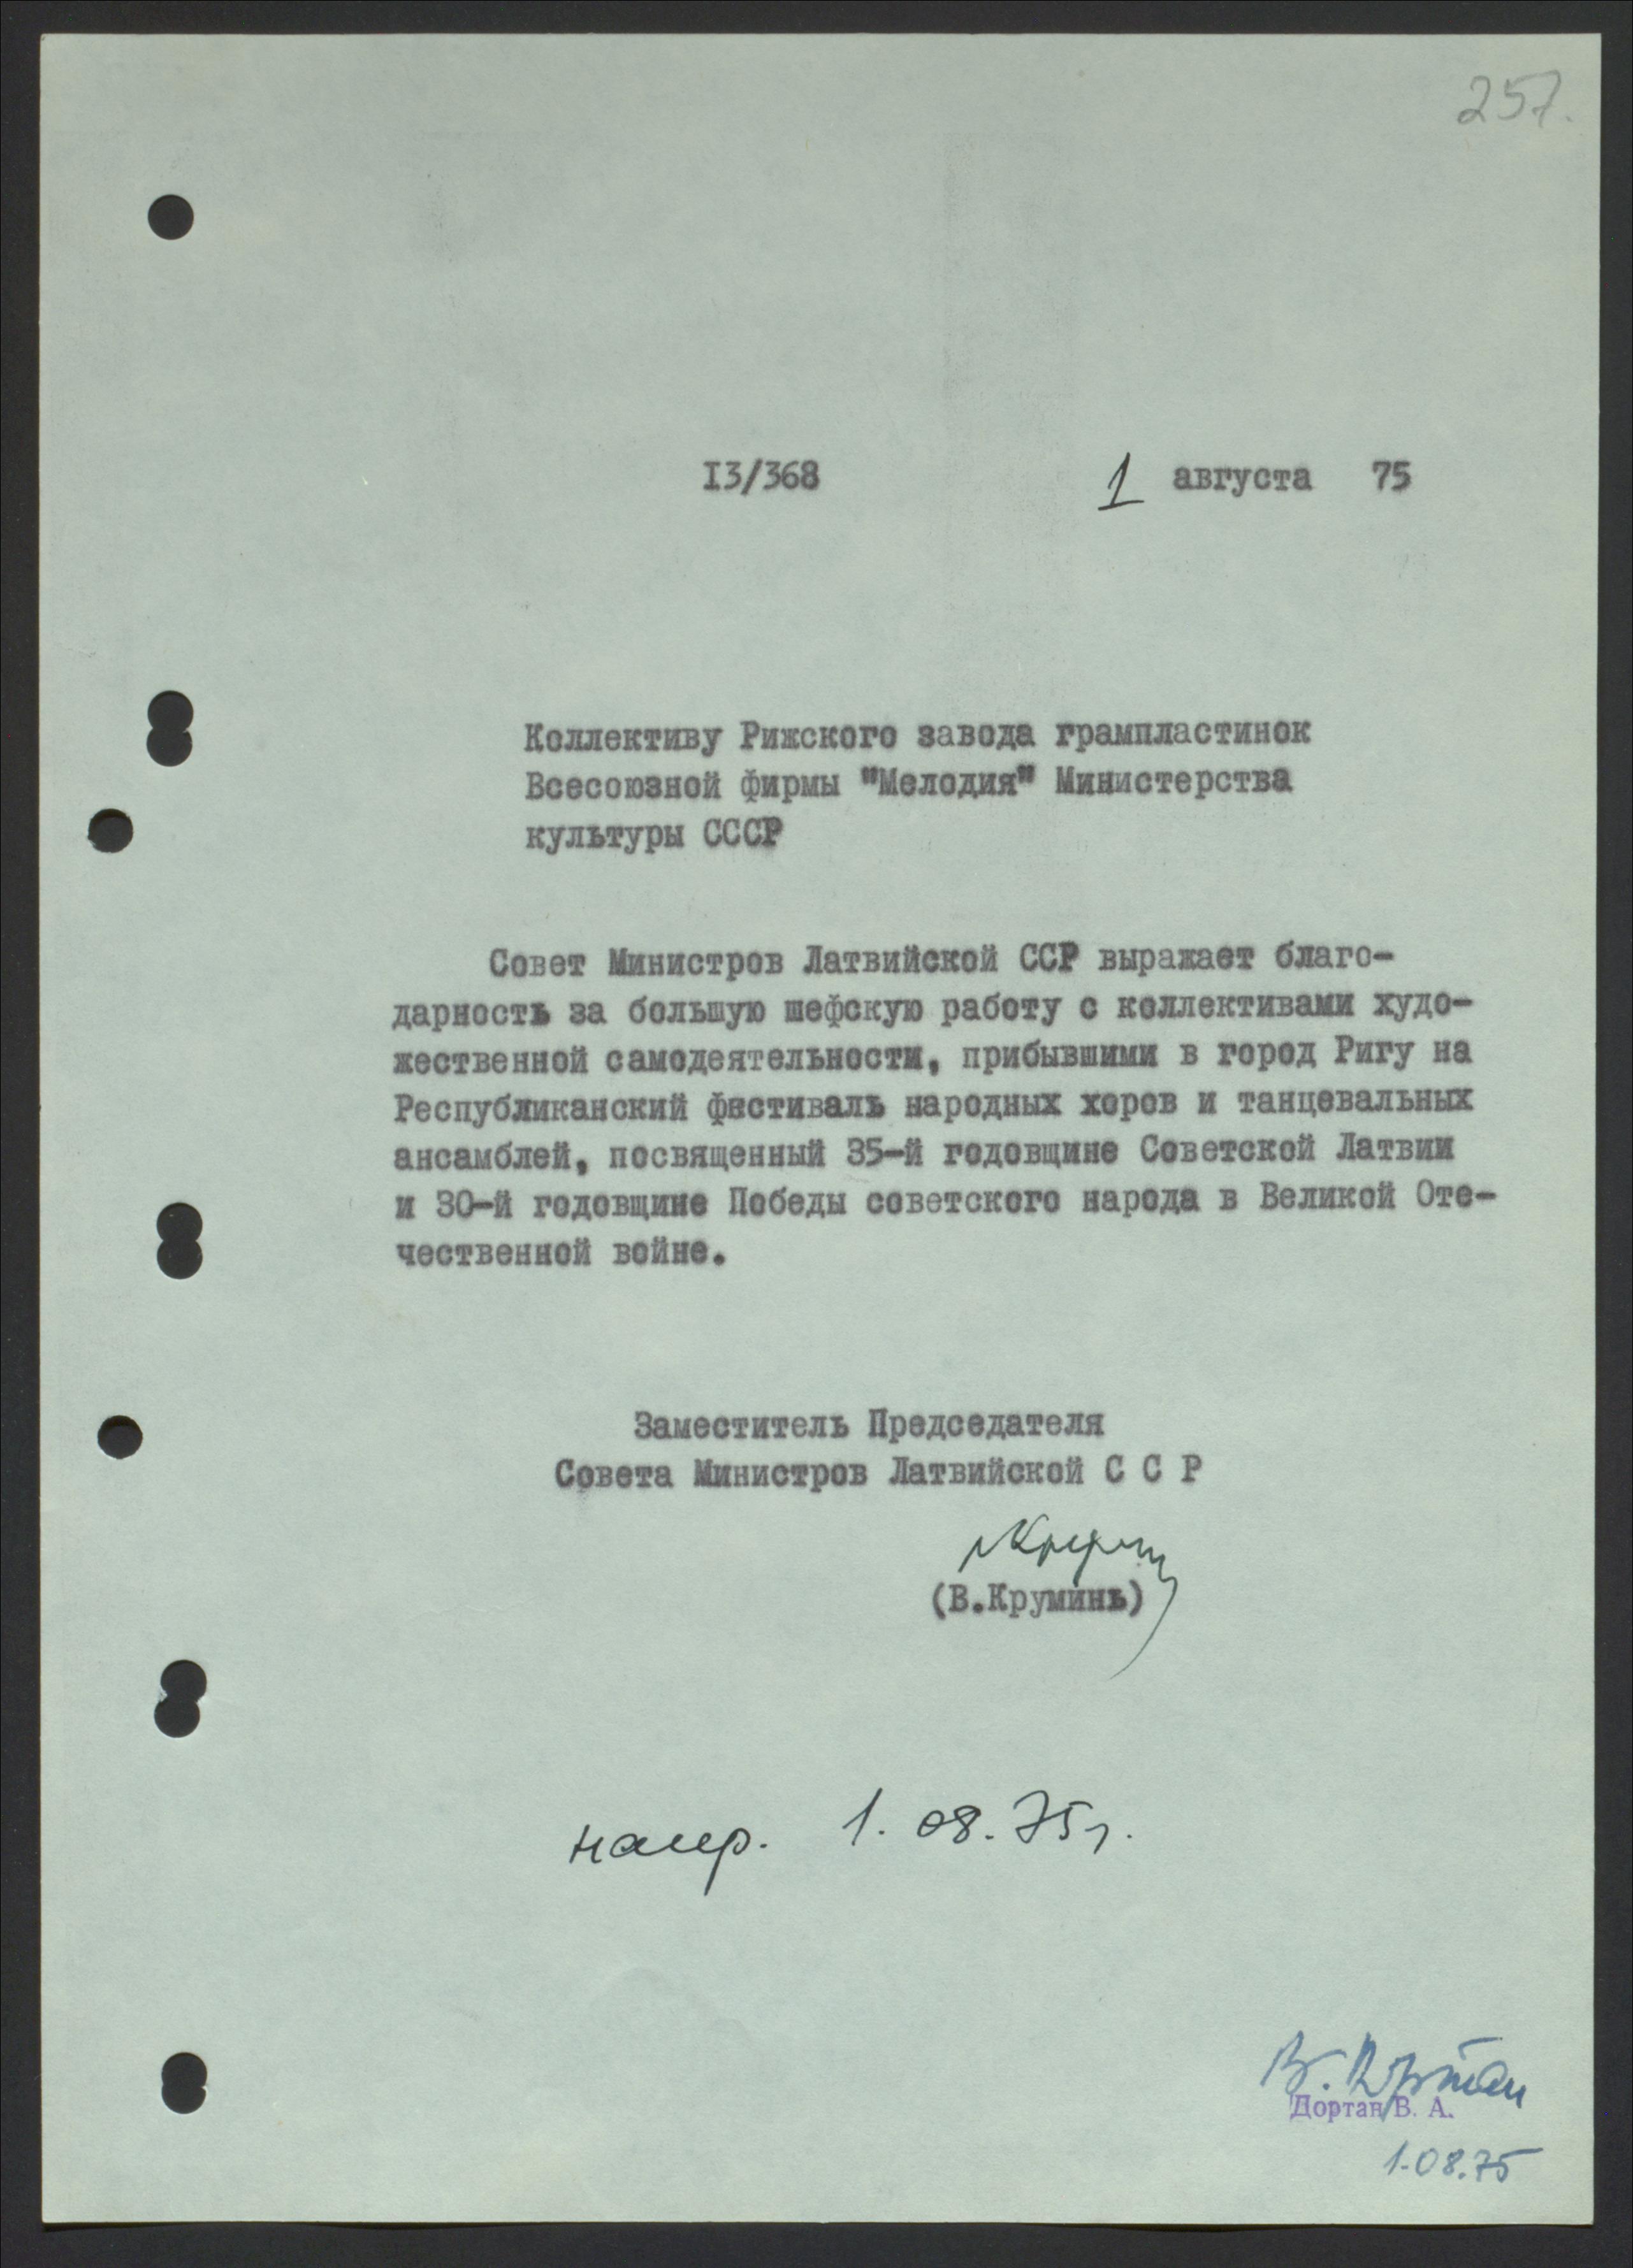 257.
I3/368 1 августа 75
Коллективу Рижского завода грампластинок
Всесоюзной фирмы "Мелодия" Министерства
культуры СССР
Совет Министров Латвийской ССР выражает благо-
дарность за большую шефскую работу с коллективами худо-
жественной самодеятельности, прибывшими в город Ригу на
Республиканский фестиваль народных хоров и танцевальных
ансамблей, посвященный 35-й годовщине Советской Латвии
и 30-й годовщине Победы советского народа в Великой Оте-
чественной войне.
Заместитель Председателя
Совета Министров Латвийской С С Р
(В.Круминь)
напр. 1.08.75г.
В. Дортан
Дортан В. А.
1.08.75